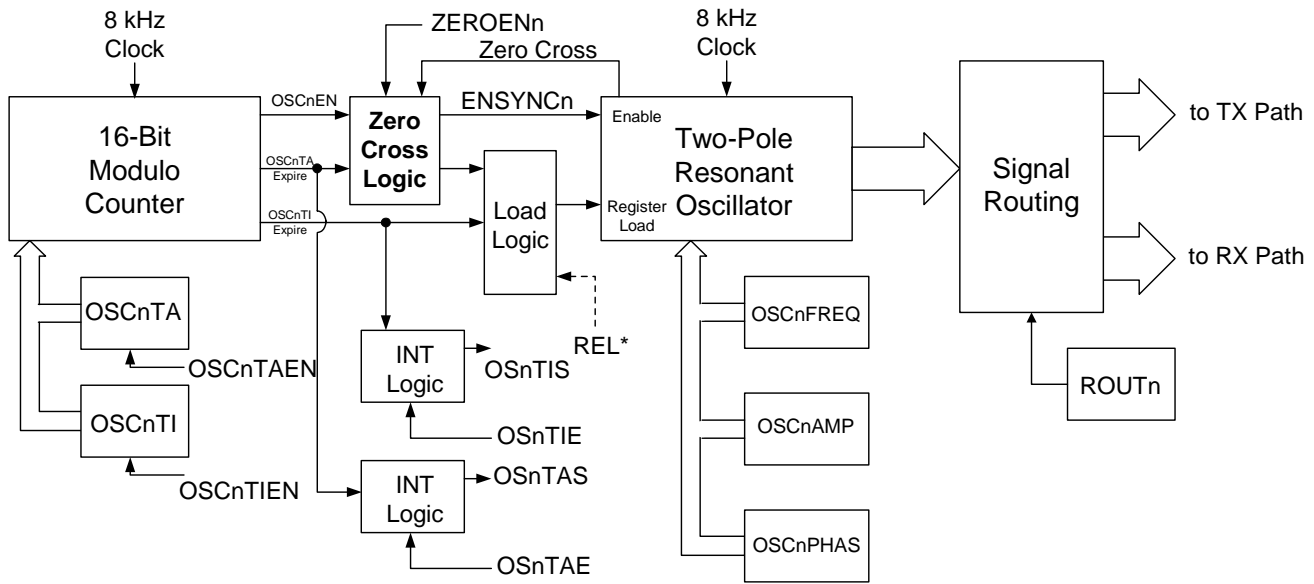 8 kHz
Clock
ZEROENn
Zero Cross
8 kHz
Clock
16-Bit
Modulo
Counter
OSCnEN
OSCnTA
Expire
OSCnTI
Expire
Zero
Cross
Logic
ENSYNCn
Load
Logic
Enable
Register
Load
Two-Pole
Resonant
Oscillator
Signal
Routing
to TX Path
to RX Path
OSCnTA
OSCnTAEN
OSCnTI
OSCnTIEN
INT
Logic
OSnTIS
OSnTIE
INT
Logic
OSnTAS
OSnTAE
REL*
OSCnFREQ
OSCnAMP
OSCnPHAS
ROUTn